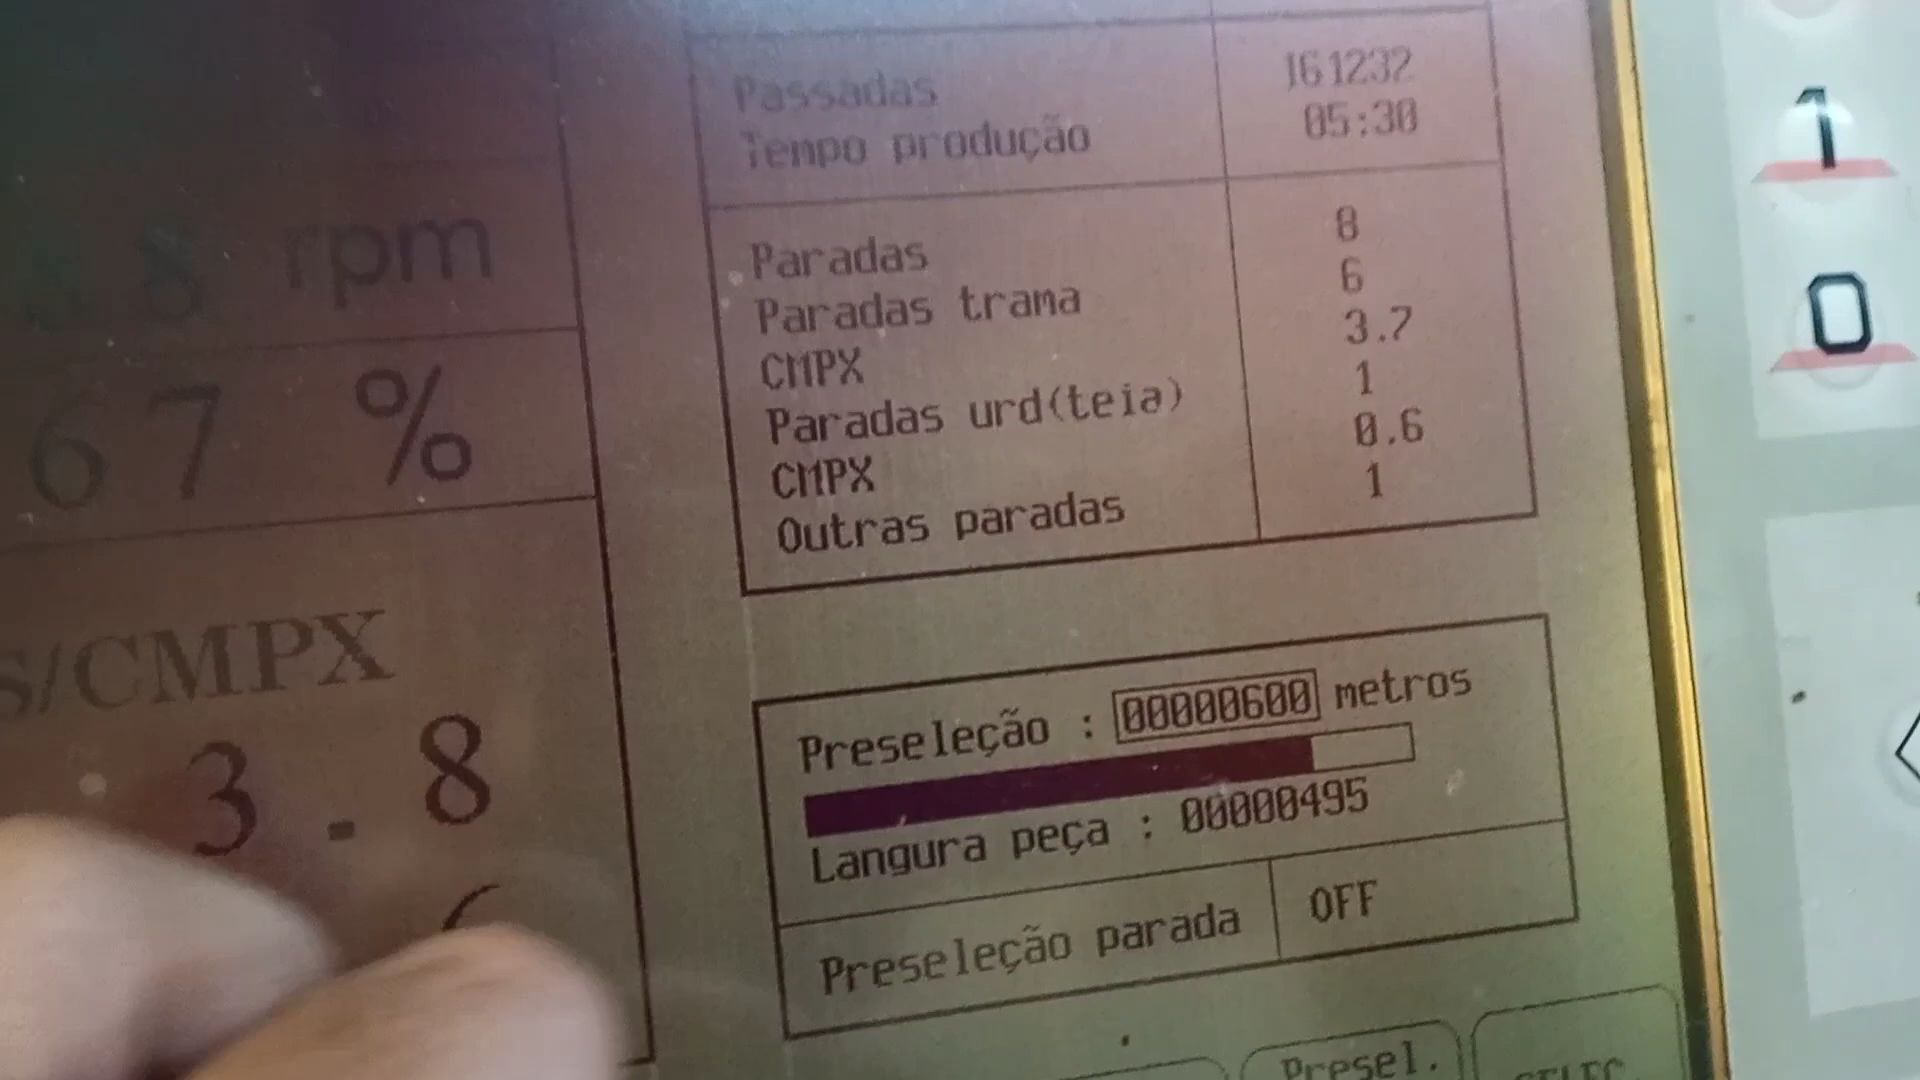 8 rpm
67 %
S/CMPX
3.8
Passadas 161232
Tempo produção 05:30
Paradas 8
Paradas trama 6
CMPX 3.7
Paradas urd(teia) 1
CMPX 0.6
Outras paradas 1
Preseleção : 00000600 metros
Langura peça : 00000495
Preseleção parada OFF
Presel.
1
0